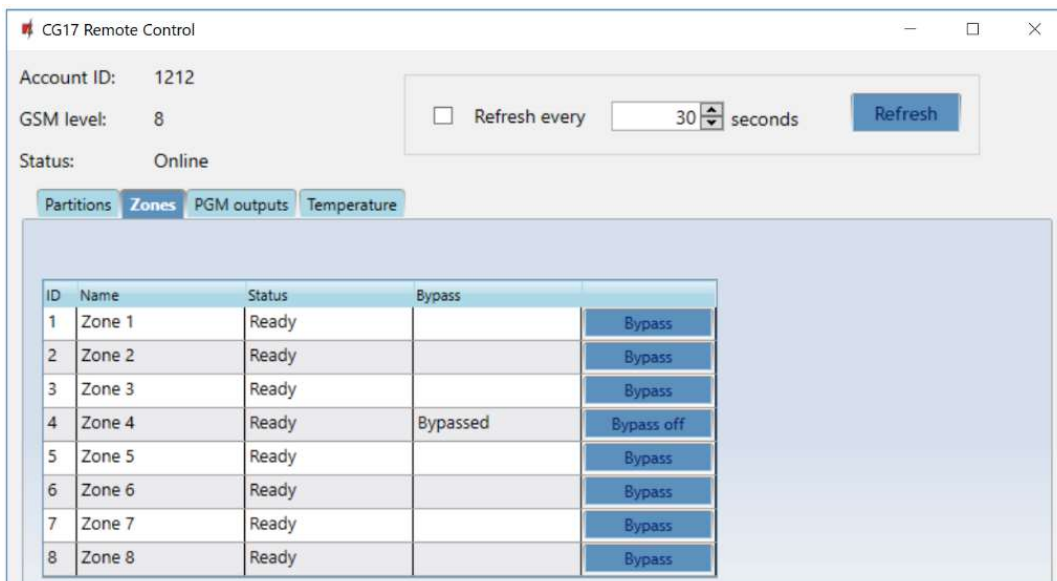 CG17 Remote Control
Account ID: 1212
GSM level: 8
Status: Online
Refresh every 30 seconds Refresh
Partitions Zones PGM outputs Temperature
ID Name Status Bypass
1 Zone 1 Ready Bypass
2 Zone 2 Ready Bypass
3 Zone 3 Ready Bypass
4 Zone 4 Ready Bypassed Bypass off
5 Zone 5 Ready Bypass
6 Zone 6 Ready Bypass
7 Zone 7 Ready Bypass
8 Zone 8 Ready Bypass